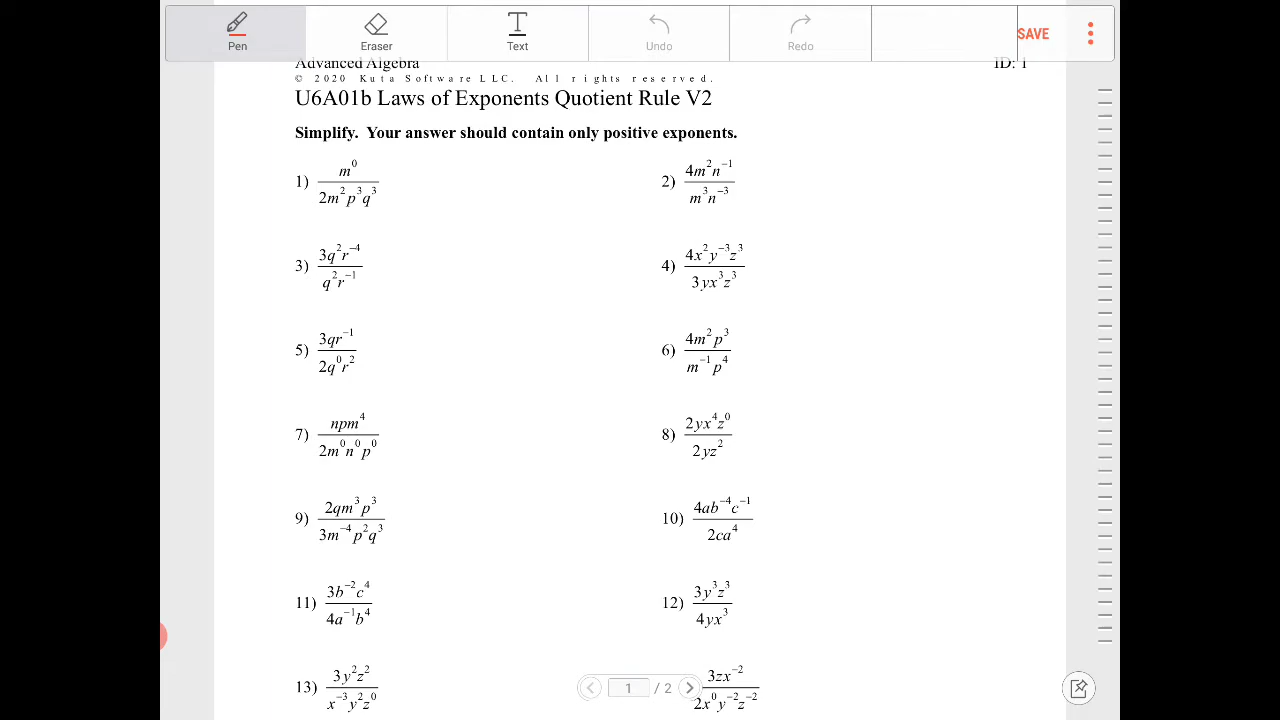 Pen Eraser Text Undo Redo SAVE
Advanced Algebra ID: 1
© 2020 Kuta Software LLC. All rights reserved.
U6A01b Laws of Exponents Quotient Rule V2
Simplify. Your answer should contain only positive exponents.
1) m^0 / 2m^2p^3q^3 2) 4m^2n^−1 / m^3n^−3
3) 3q^2r^−4 / q^2r^−1 4) 4x^2y^−3z^3 / 3yx^3z^3
5) 3qr^−1 / 2q^0r^2 6) 4m^2p^3 / m^−1p^4
7) npm^4 / 2m^0n^0p^0 8) 2yx^4z^0 / 2yz^2
9) 2qm^3p^3 / 3m^−4p^2q^3 10) 4ab^−4c^−1 / 2ca^4
11) 3b^−2c^4 / 4a^−1b^4 12) 3y^3z^3 / 4yx^3
13) 3y^2z^2 / x^−3y^2z^0 3zx^−2 / 2x^0y^−2z^−2
1 / 2